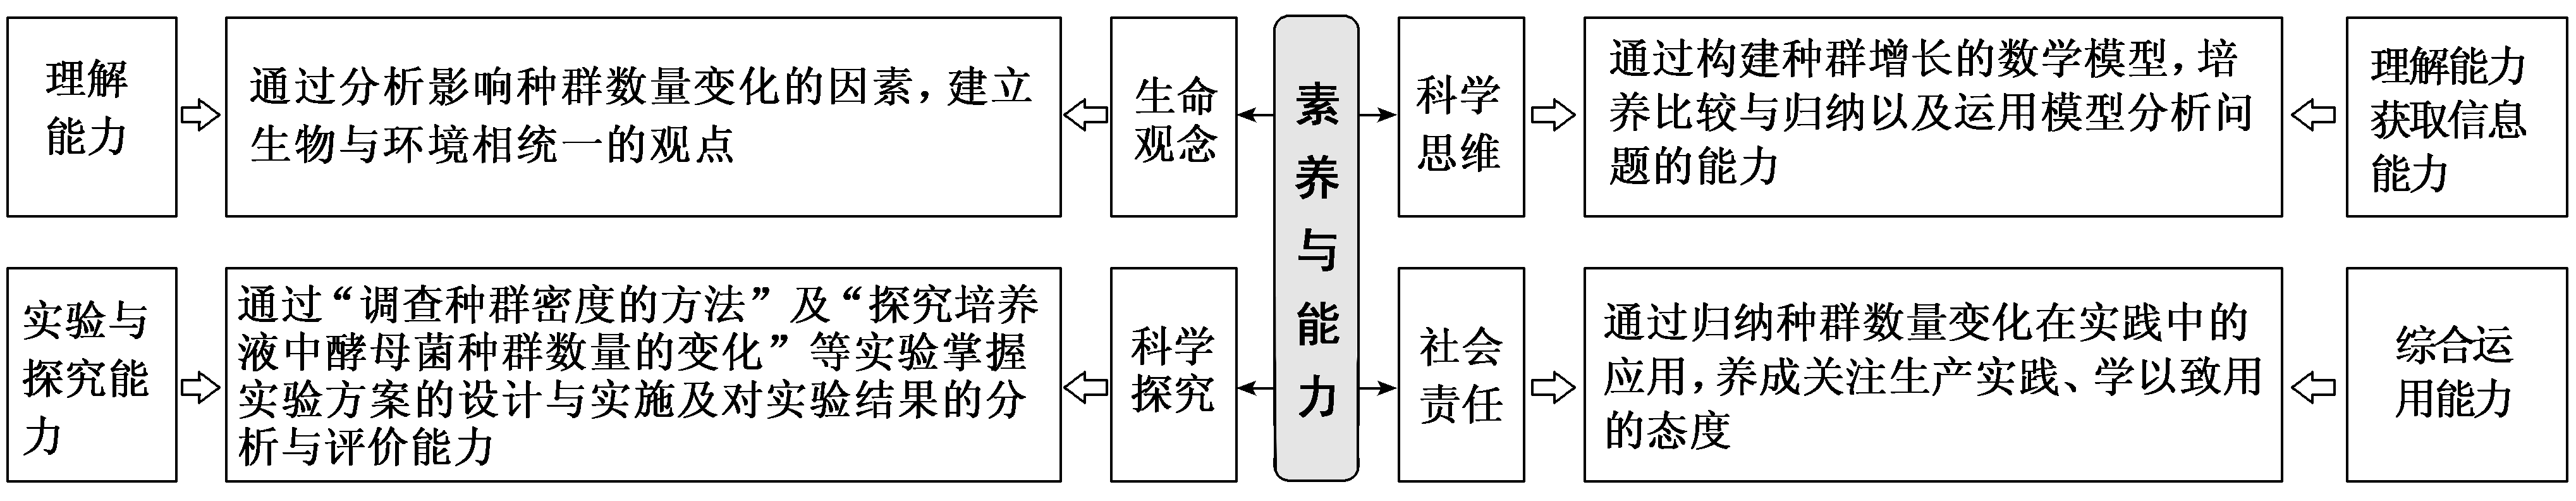 理解
能力
通过分析影响种群数量变化的因素,建立
生物与环境相统一的观点
生命
观念
素养与能力
科学
思维
通过构建种群增长的数学模型,培
养比较与归纳以及运用模型分析问
题的能力
理解能力
获取信息
能力
实验与
探究能
力
通过“调查种群密度的方法”及“探究培养
液中酵母菌种群数量的变化”等实验掌握
实验方案的设计与实施及对实验结果的分
析与评价能力
科学
探究
社会
责任
通过归纳种群数量变化在实践中的
应用,养成关注生产实践、学以致用
的态度
综合运
用能力